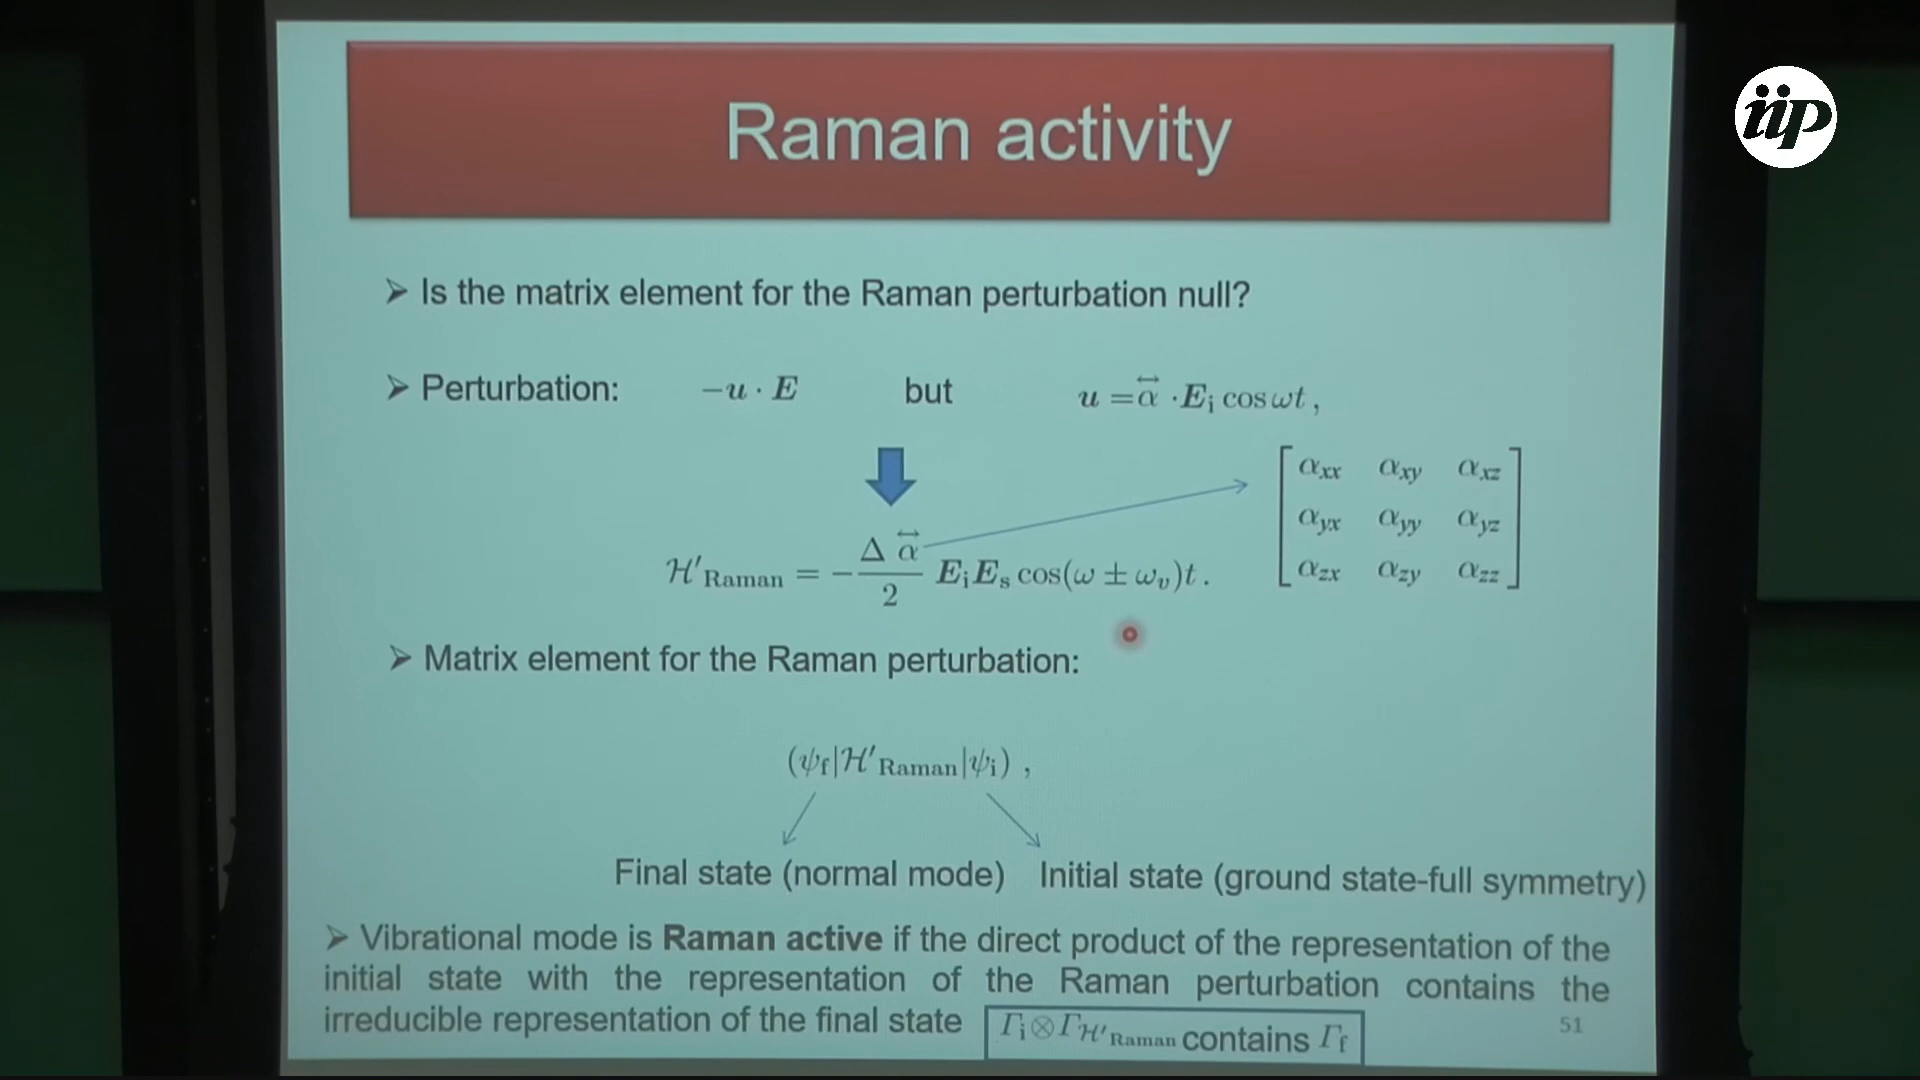 iip
Raman activity
➢ Is the matrix element for the Raman perturbation null?
➢ Perturbation: −u · E but u =α⃡ ·Eᵢ cos ωt ,
αxx αxy αxz
αyx αyy αyz
αzx αzy αzz
ℋ′Raman = − Δ α⃡ / 2 EᵢEₛ cos(ω ± ωᵥ)t .
➢ Matrix element for the Raman perturbation:
(ψf|ℋ′Raman|ψi) ,
Final state (normal mode) Initial state (ground state-full symmetry)
➢ Vibrational mode is Raman active if the direct product of the representation of the
initial state with the representation of the Raman perturbation contains the
irreducible representation of the final state Γi⊗Γℋ′Raman contains Γf
51